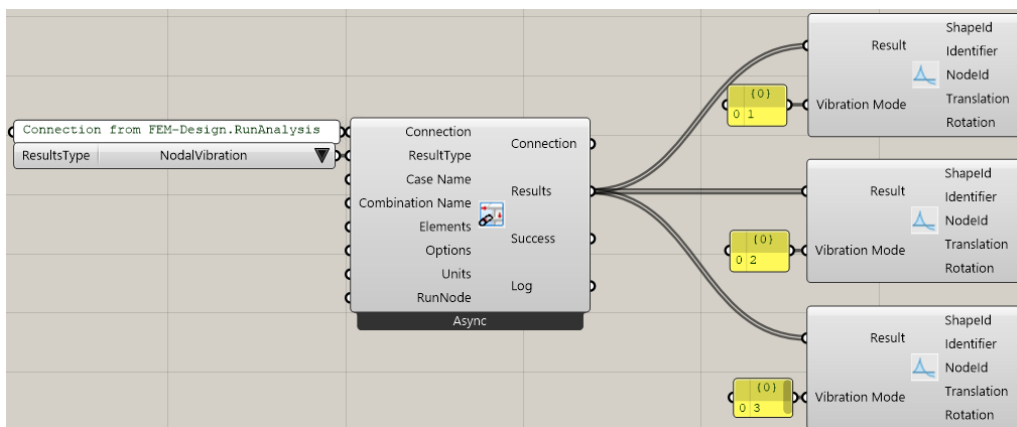 Connection from FEM-Design.RunAnalysis
ResultsType NodalVibration
Connection
ResultType
Case Name
Combination Name
Elements
Options
Units
RunNode
Connection
Results
Success
Log
Async
{0}
0 1
Result
Vibration Mode
ShapeId
Identifier
NodeId
Translation
Rotation
{0}
0 2
Result
Vibration Mode
ShapeId
Identifier
NodeId
Translation
Rotation
{0}
0 3
Result
Vibration Mode
ShapeId
Identifier
NodeId
Translation
Rotation